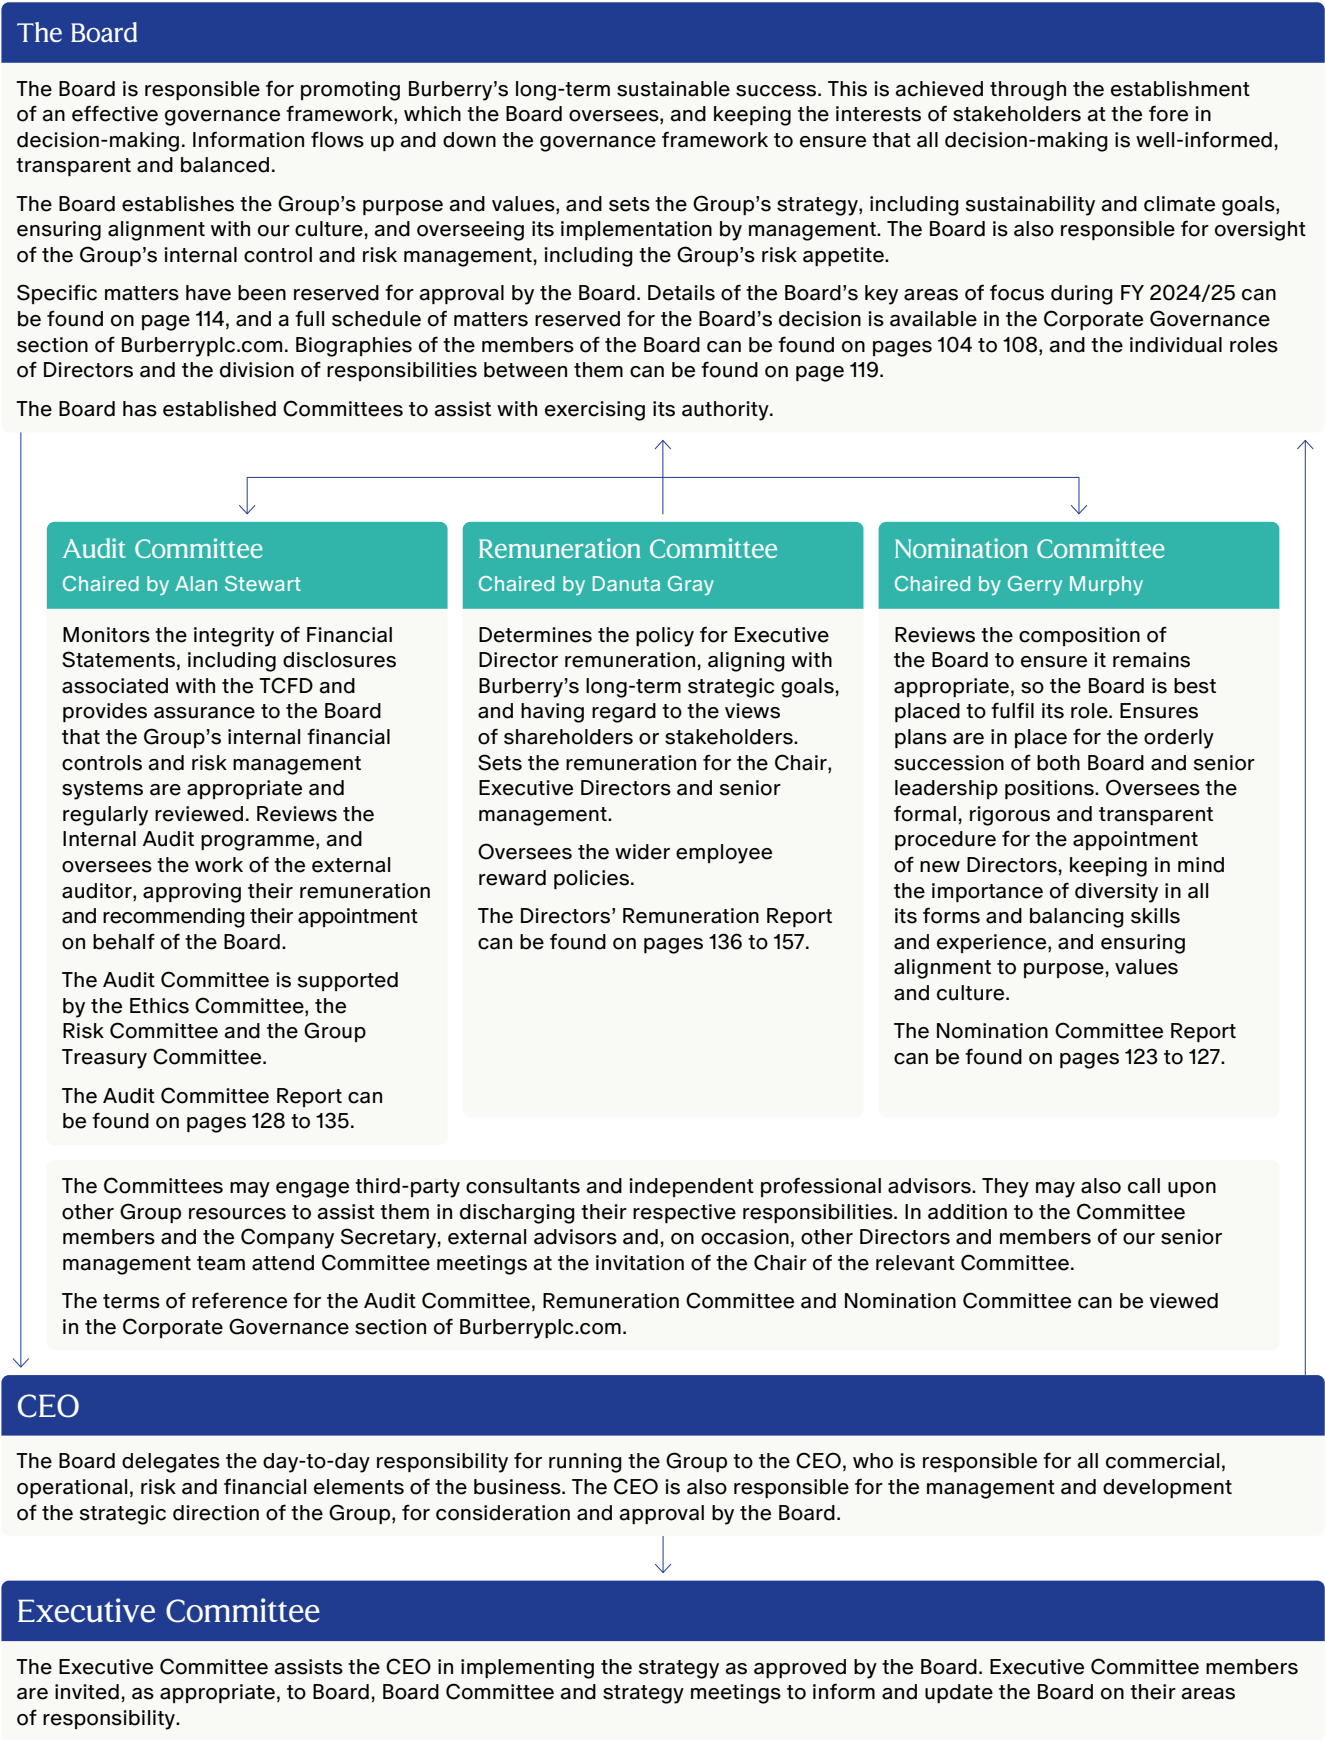 The Board
The Board is responsible for promoting Burberry’s long-term sustainable success. This is achieved through the establishment
of an effective governance framework, which the Board oversees, and keeping the interests of stakeholders at the fore in
decision-making. Information flows up and down the governance framework to ensure that all decision-making is well-informed,
transparent and balanced.
The Board establishes the Group’s purpose and values, and sets the Group’s strategy, including sustainability and climate goals,
ensuring alignment with our culture, and overseeing its implementation by management. The Board is also responsible for oversight
of the Group’s internal control and risk management, including the Group’s risk appetite.
Specific matters have been reserved for approval by the Board. Details of the Board’s key areas of focus during FY 2024/25 can
be found on page 114, and a full schedule of matters reserved for the Board’s decision is available in the Corporate Governance
section of Burberryplc.com. Biographies of the members of the Board can be found on pages 104 to 108, and the individual roles
of Directors and the division of responsibilities between them can be found on page 119.
The Board has established Committees to assist with exercising its authority.
Audit Committee
Chaired by Alan Stewart
Monitors the integrity of Financial
Statements, including disclosures
associated with the TCFD and
provides assurance to the Board
that the Group’s internal financial
controls and risk management
systems are appropriate and
regularly reviewed. Reviews the
Internal Audit programme, and
oversees the work of the external
auditor, approving their remuneration
and recommending their appointment
on behalf of the Board.
The Audit Committee is supported
by the Ethics Committee, the
Risk Committee and the Group
Treasury Committee.
The Audit Committee Report can
be found on pages 128 to 135.
Remuneration Committee
Chaired by Danuta Gray
Determines the policy for Executive
Director remuneration, aligning with
Burberry’s long-term strategic goals,
and having regard to the views
of shareholders or stakeholders.
Sets the remuneration for the Chair,
Executive Directors and senior
management.
Oversees the wider employee
reward policies.
The Directors’ Remuneration Report
can be found on pages 136 to 157.
Nomination Committee
Chaired by Gerry Murphy
Reviews the composition of
the Board to ensure it remains
appropriate, so the Board is best
placed to fulfil its role. Ensures
plans are in place for the orderly
succession of both Board and senior
leadership positions. Oversees the
formal, rigorous and transparent
procedure for the appointment
of new Directors, keeping in mind
the importance of diversity in all
its forms and balancing skills
and experience, and ensuring
alignment to purpose, values
and culture.
The Nomination Committee Report
can be found on pages 123 to 127.
The Committees may engage third-party consultants and independent professional advisors. They may also call upon
other Group resources to assist them in discharging their respective responsibilities. In addition to the Committee
members and the Company Secretary, external advisors and, on occasion, other Directors and members of our senior
management team attend Committee meetings at the invitation of the Chair of the relevant Committee.
The terms of reference for the Audit Committee, Remuneration Committee and Nomination Committee can be viewed
in the Corporate Governance section of Burberryplc.com.
CEO
The Board delegates the day-to-day responsibility for running the Group to the CEO, who is responsible for all commercial,
operational, risk and financial elements of the business. The CEO is also responsible for the management and development
of the strategic direction of the Group, for consideration and approval by the Board.
Executive Committee
The Executive Committee assists the CEO in implementing the strategy as approved by the Board. Executive Committee members
are invited, as appropriate, to Board, Board Committee and strategy meetings to inform and update the Board on their areas
of responsibility.